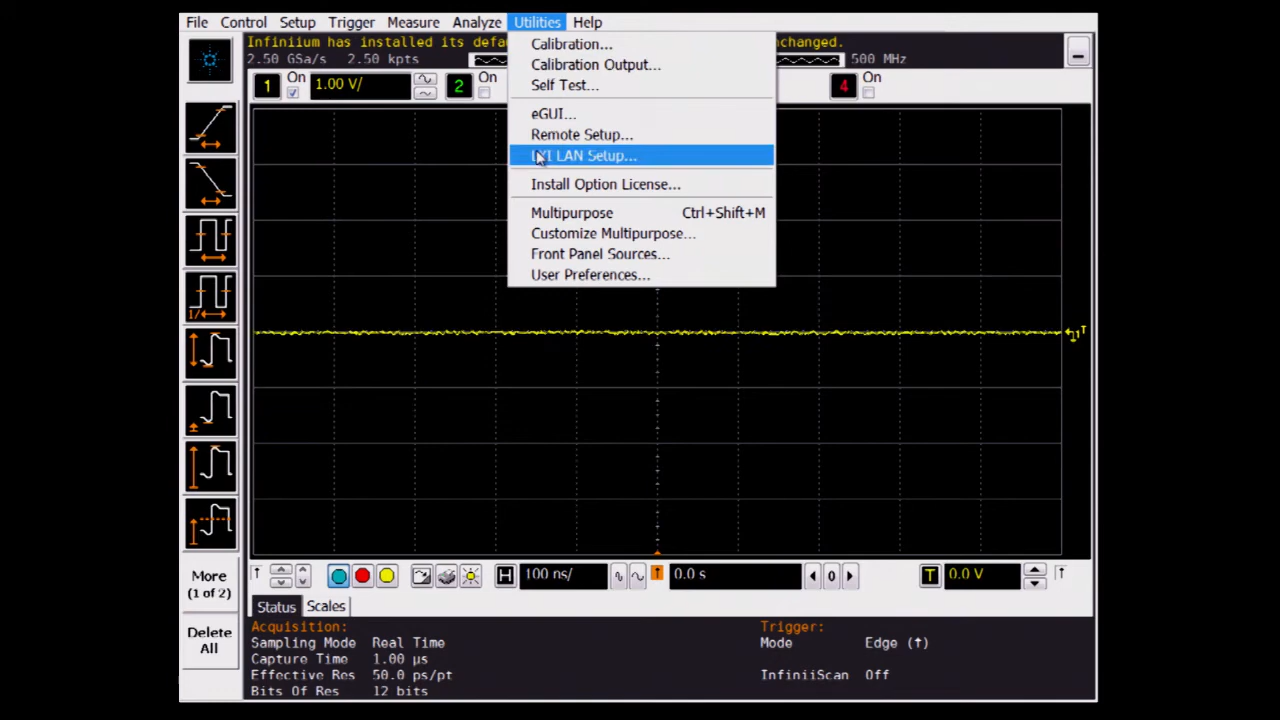 File Control Setup Trigger Measure Analyze Utilities Help
Infiniium has installed its defa
nchanged.
2.50 GSa/s 2.50 kpts
500 MHz
1 On 1.00 V/ 2 On
4 On
Calibration...
Calibration Output...
Self Test...
eGUI...
Remote Setup...
LAN Setup...
Install Option License...
Multipurpose Ctrl+Shift+M
Customize Multipurpose...
Front Panel Sources...
User Preferences...
1/
T
More
(1 of 2)
Delete
All
H 100 ns/ T 0.0 s 0 T 0.0 V
Status Scales
Acquisition:
Sampling Mode Real Time
Capture Time 1.00 µs
Effective Res 50.0 ps/pt
Bits Of Res 12 bits
Trigger:
Mode Edge (↑)
InfiniiScan Off